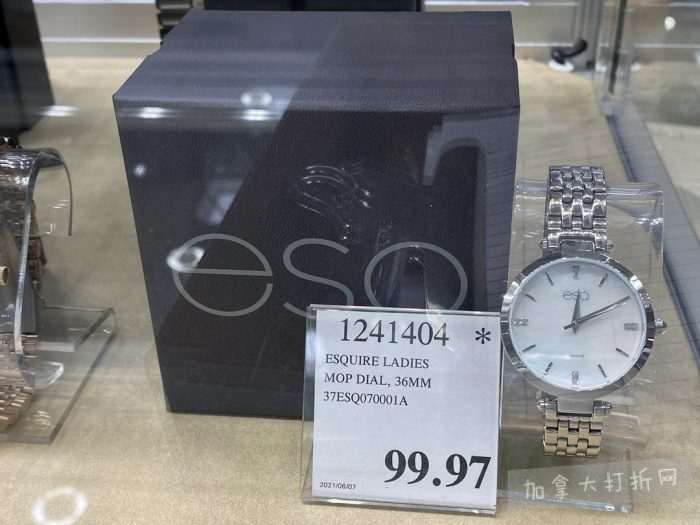 esq
1241404 *
ESQUIRE LADIES
MOP DIAL, 36MM
37ESQ070001A
99.97
2021/06/07
esq
加拿大打折网